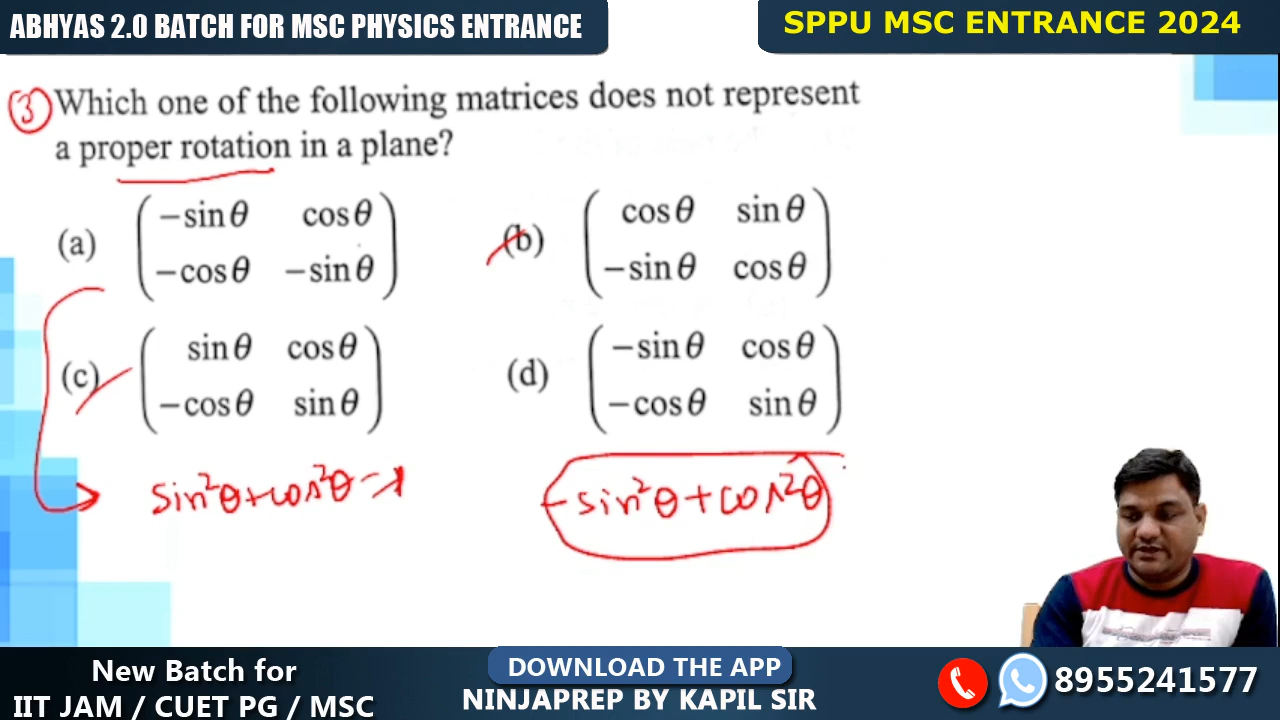 ABHYAS 2.0 BATCH FOR MSC PHYSICS ENTRANCE
SPPU MSC ENTRANCE 2024
③ Which one of the following matrices does not represent
a proper rotation in a plane?
(a) ( -sinθ cosθ
-cosθ -sinθ )
(b) ( cosθ sinθ
-sinθ cosθ )
(c) ( sinθ cosθ
-cosθ sinθ )
(d) ( -sinθ cosθ
-cosθ sinθ )
sin²θ+cos²θ=1
-sin²θ+cos²θ
New Batch for
IIT JAM / CUET PG / MSC
DOWNLOAD THE APP
NINJAPREP BY KAPIL SIR
8955241577